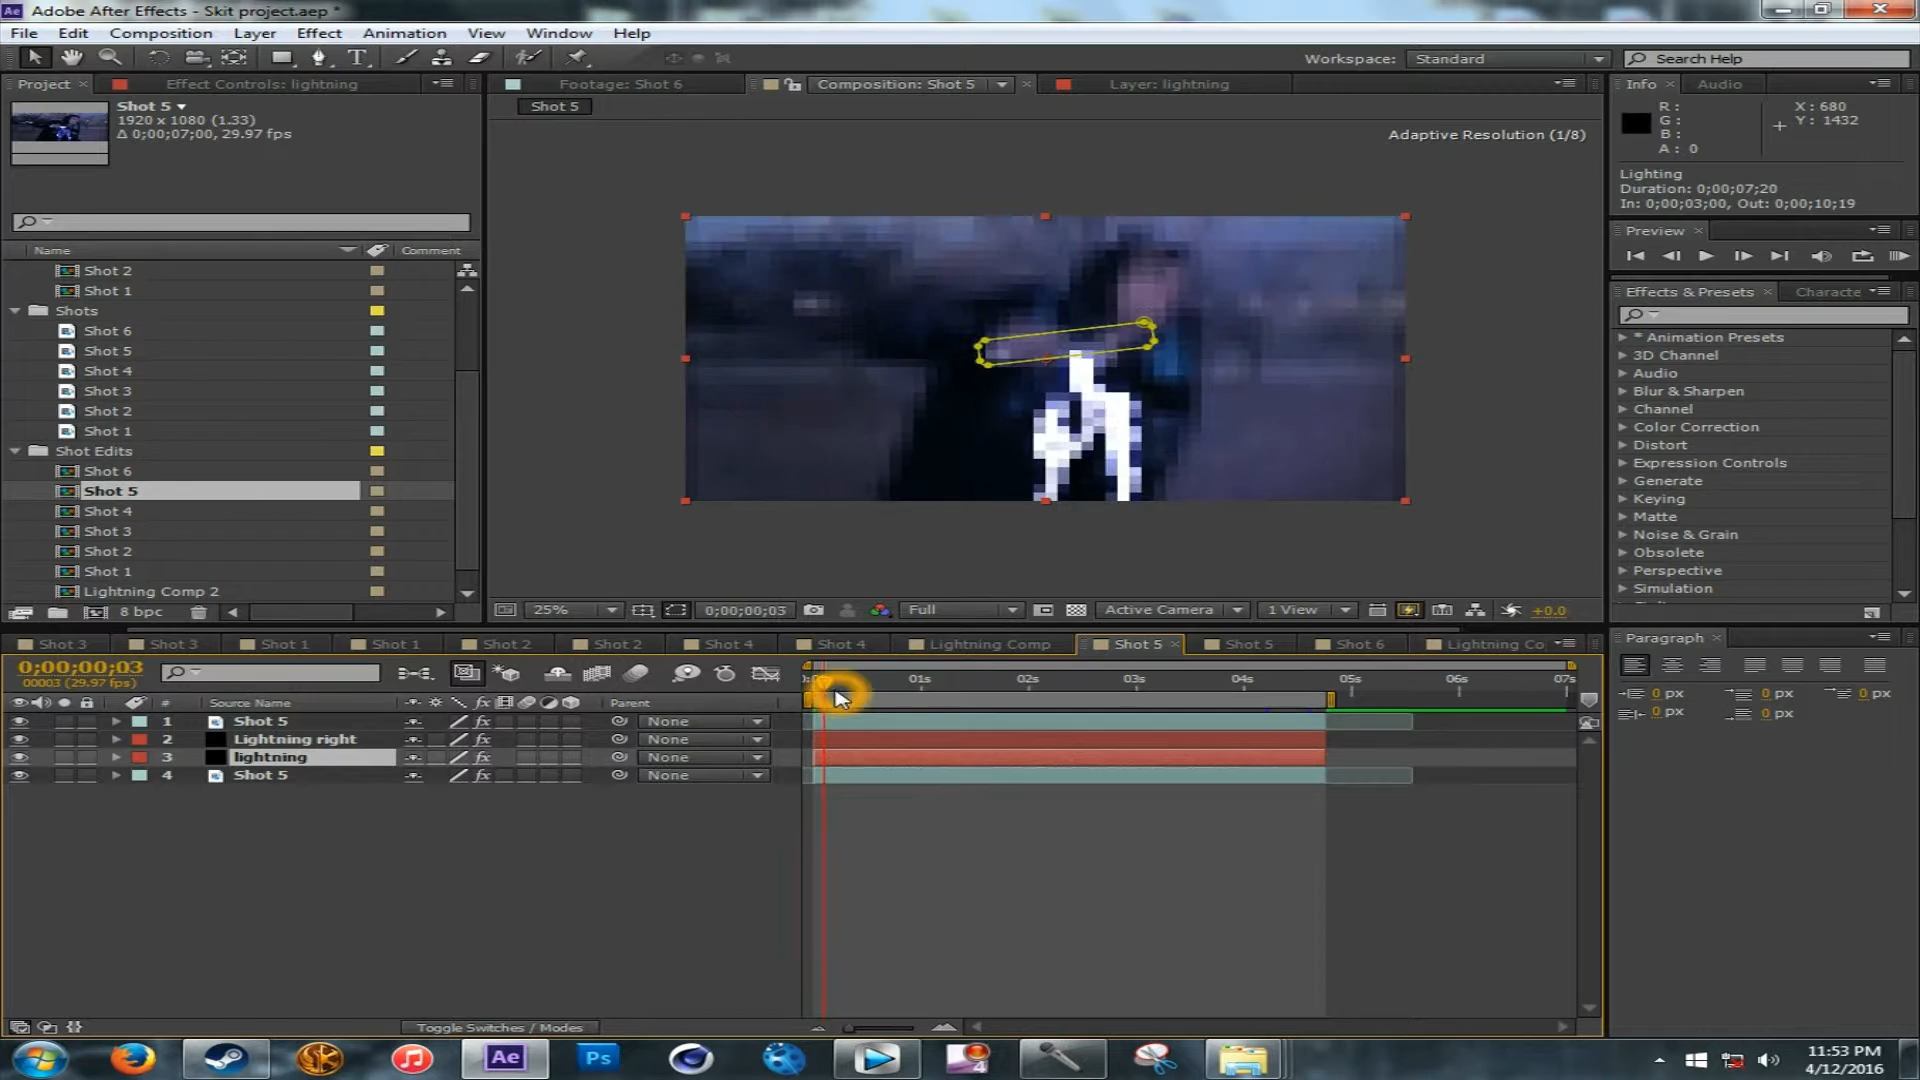 Adobe After Effects - Skit project.aep *
File Edit Composition Layer Effect Animation View Window Help
Workspace: Standard Search Help
Project × Effect Controls: lightning
Footage: Shot 6 Composition: Shot 5 × Layer: lightning
Info × Audio
Shot 5
1920 x 1080 (1.33)
Δ 0;00;07;00, 29.97 fps
Shot 5
Adaptive Resolution (1/8)
R :
G :
B :
A : 0
X : 680
Y : 1432
Lighting
Duration: 0;00;07;20
In: 0;00;03;00, Out: 0;00;10;19
Preview ×
Effects & Presets × Characte
* Animation Presets
3D Channel
Audio
Blur & Sharpen
Channel
Color Correction
Distort
Expression Controls
Generate
Keying
Matte
Noise & Grain
Obsolete
Perspective
Simulation
Name Comment
Shot 2
Shot 1
Shots
Shot 6
Shot 5
Shot 4
Shot 3
Shot 2
Shot 1
Shot Edits
Shot 6
Shot 5
Shot 4
Shot 3
Shot 2
Shot 1
Lightning Comp 2
8 bpc
25% 0;00;00;03 Full Active Camera 1 View +0.0
Shot 3 Shot 3 Shot 1 Shot 1 Shot 2 Shot 2 Shot 4 Shot 4 Lightning Comp Shot 5 × Shot 5 Shot 6 Lightning Co
Paragraph ×
0;00;00;03
00003 (29.97 fps)
01s 02s 03s 04s 05s 06s 07s
# Source Name Parent
1 Shot 5 None
2 Lightning right None
3 lightning None
4 Shot 5 None
0 px 0 px 0 px
0 px 0 px
Toggle Switches / Modes
Ae Ps 4
11:53 PM
4/12/2016